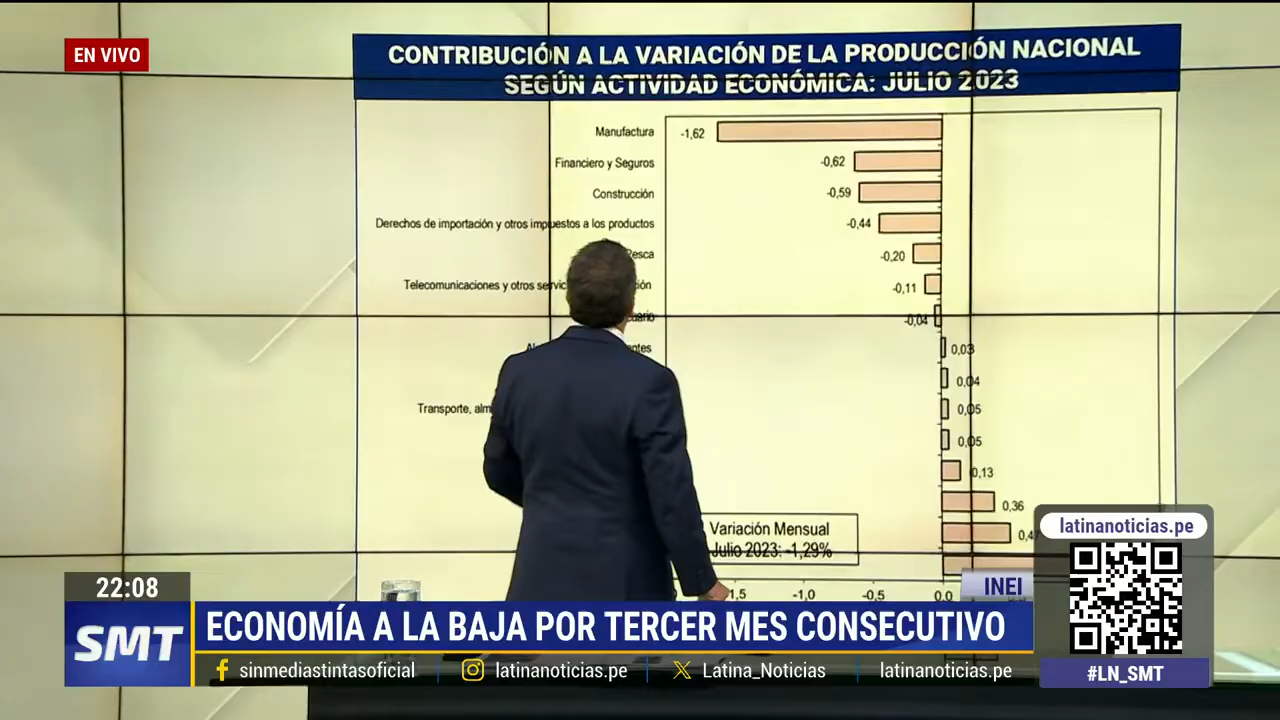 EN VIVO
CONTRIBUCIÓN A LA VARIACIÓN DE LA PRODUCCIÓN NACIONAL
SEGÚN ACTIVIDAD ECONÓMICA: JULIO 2023
Manufactura -1,62
Financiero y Seguros -0,62
Construcción -0,59
Derechos de importación y otros impuestos a los productos -0,44
Pesca -0,20
Telecomunicaciones y otros -0,11
-0,04
0,03
0,04
Transporte, 0,05
0,05
0,13
0,36
Variación Mensual
Julio 2023: -1,29%
-1,0 -0,5 0,0
latinanoticias.pe
22:08
INEI
SMT
ECONOMÍA A LA BAJA POR TERCER MES CONSECUTIVO
sinmediastintasoficial latinanoticias.pe Latina_Noticias latinanoticias.pe
#LN_SMT